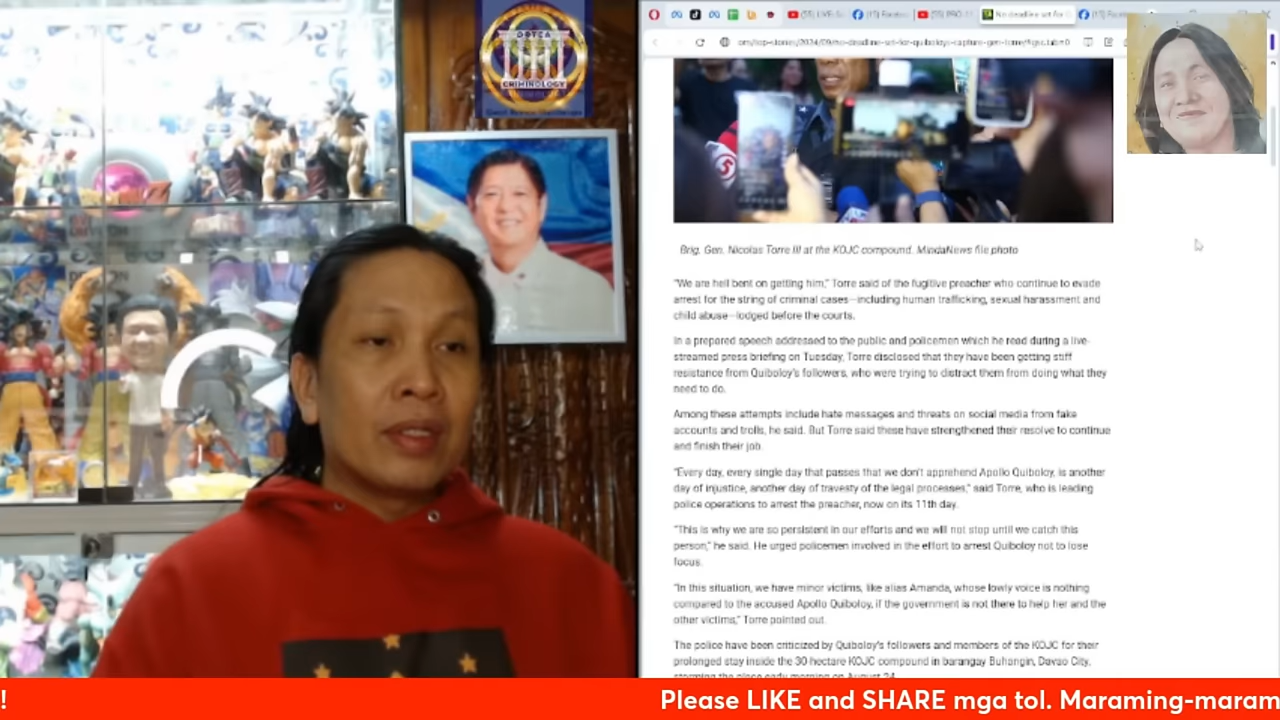 DOTCA
CRIMINOLOGY
No deadline set for
"We are hell bent on getting him," Torre said of the fugitive preacher who continue to evade
arrest for the string of criminal cases—including human trafficking, sexual harassment and
child abuse—lodged before the courts.
Brig. Gen. Nicolas Torre III at the KOJC compound. MindaNews file photo
In a prepared speech addressed to the public and policemen which he read during a live-
streamed press briefing on Tuesday, Torre disclosed that they have been getting stiff
resistance from Quiboloy's followers, who were trying to distract them from doing what they
need to do.
Among these attempts include hate messages and threats on social media from fake
accounts and trolls, he said. But Torre said these have strengthened their resolve to continue
and finish their job.
"Every day, every single day that passes that we don't apprehend Apollo Quiboloy, is another
day of injustice, another day of travesty of the legal processes," said Torre, who is leading
police operations to arrest the preacher, now on its 11th day.
"This is why we are so persistent in our efforts and we will not stop until we catch this
person," he said. He urged policemen involved in the effort to arrest Quiboloy not to lose
focus.
"In this situation, we have minor victims, like alias Amanda, whose lowly voice is nothing
compared to the accused Apollo Quiboloy, if the government is not there to help her and the
other victims," Torre pointed out.
The police have been criticized by Quiboloy's followers and members of the KOJC for their
prolonged stay inside the 30-hectare KOJC compound in barangay Buhangin, Davao City,
storming the place early morning on August 24
! Please LIKE and SHARE mga tol. Maraming-maram